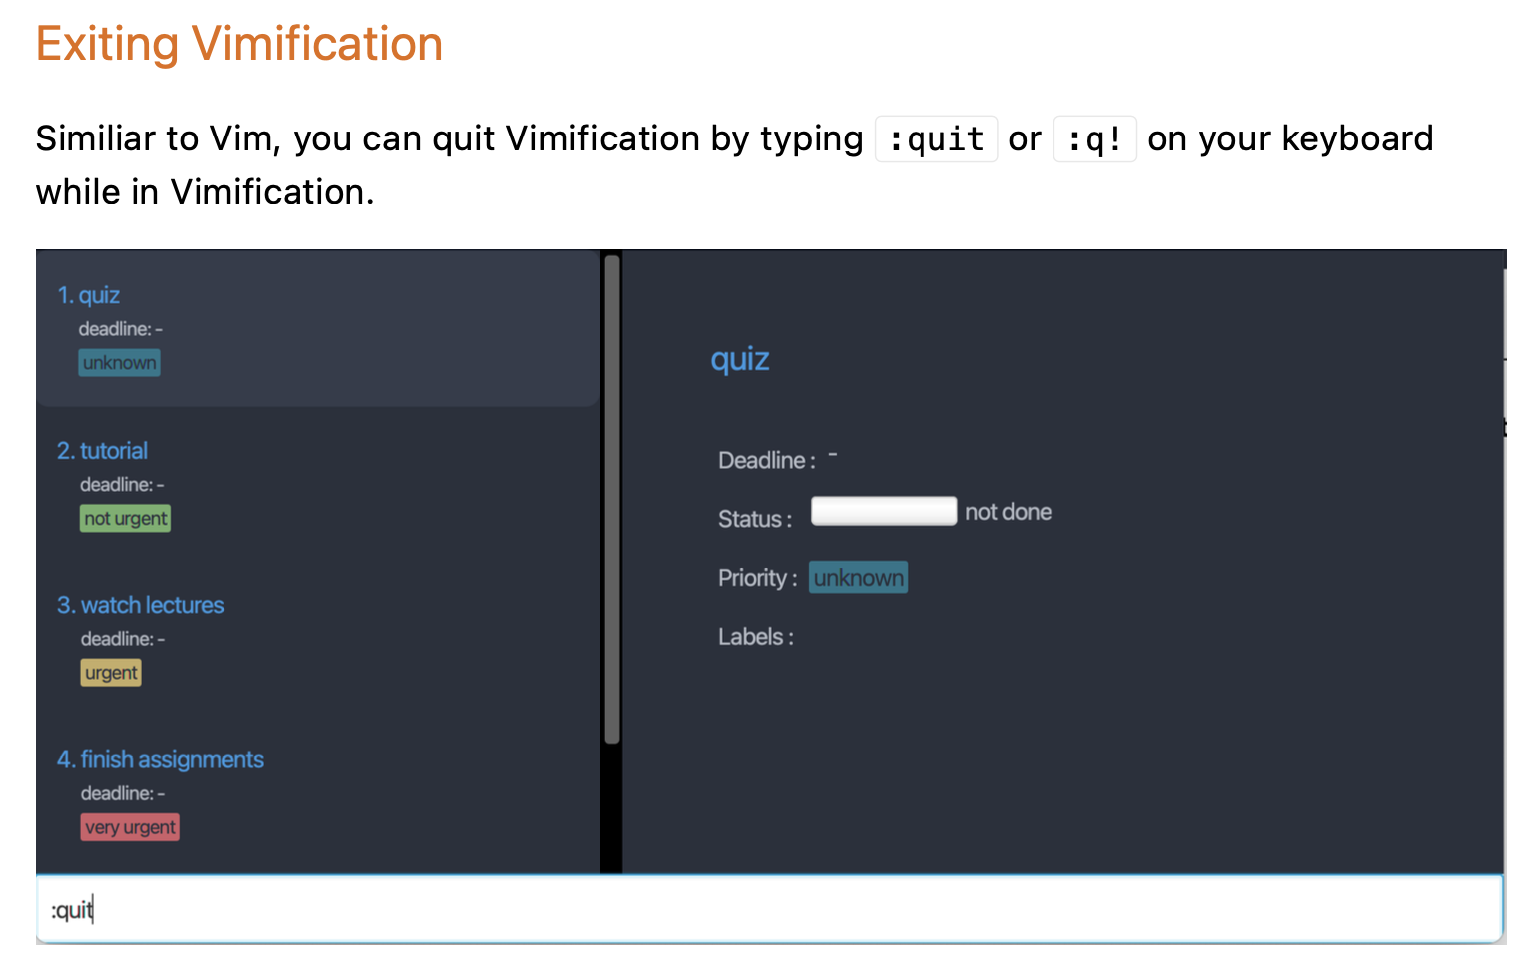 Exiting Vimification
Similiar to Vim, you can quit Vimification by typing :quit or :q! on your keyboard
while in Vimification.
1. quiz
deadline: -
unknown
2. tutorial
deadline: -
not urgent
3. watch lectures
deadline: -
urgent
4. finish assignments
deadline: -
very urgent
quiz
Deadline : -
Status : not done
Priority : unknown
Labels :
:quit